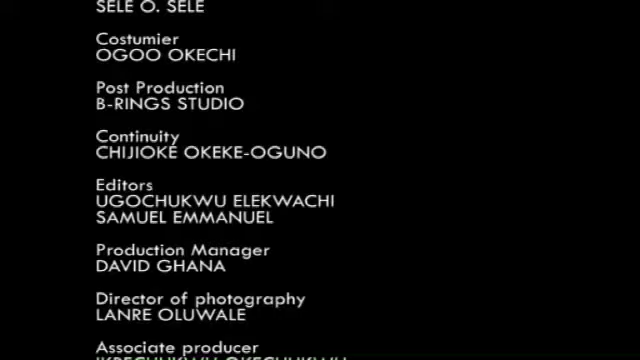 SELE O. SELE
Costumier
OGOO OKECHI
Post Production
B-RINGS STUDIO
Continuity
CHIJIOKE OKEKE-OGUNO
Editors
UGOCHUKWU ELEKWACHI
SAMUEL EMMANUEL
Production Manager
DAVID GHANA
Director of photography
LANRE OLUWALE
Associate producer